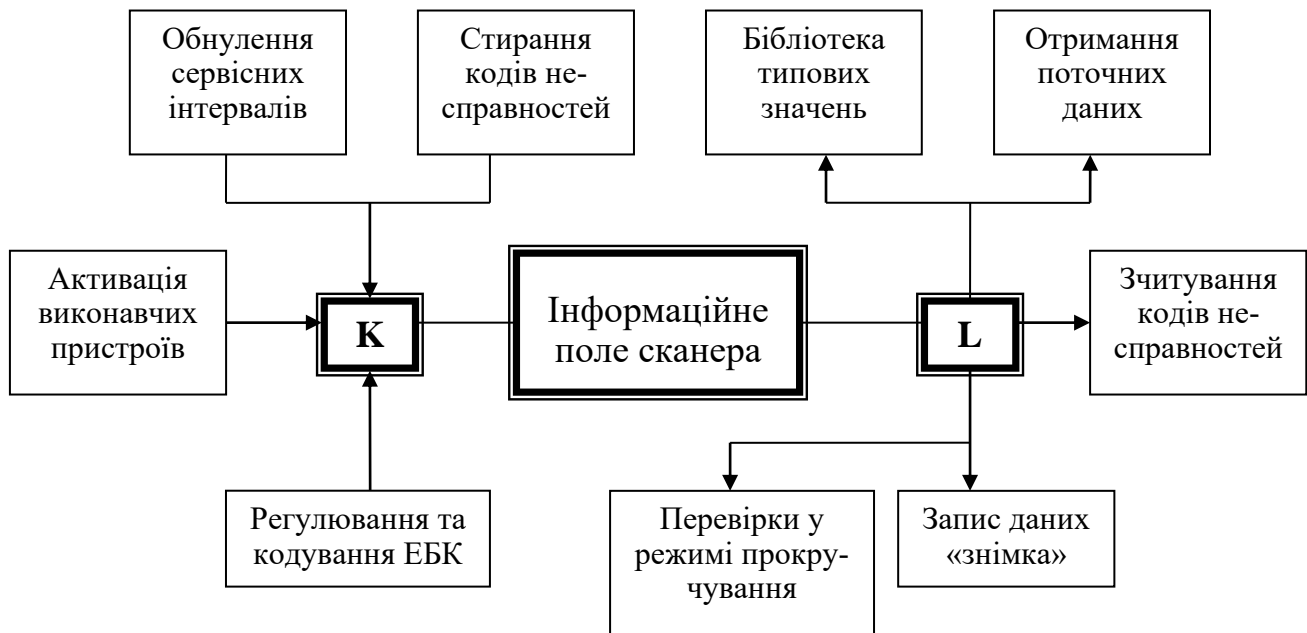 Обнулення
сервісних
інтервалів
Стирання
кодів не-
справностей
Бібліотека
типових
значень
Отримання
поточних
даних
Активація
виконавчих
пристроїв
K
Інформаційне
поле сканера
L
Зчитування
кодів не-
справностей
Регулювання та
кодування ЕБК
Перевірки у
режимі прокру-
чування
Запис даних
«знімка»